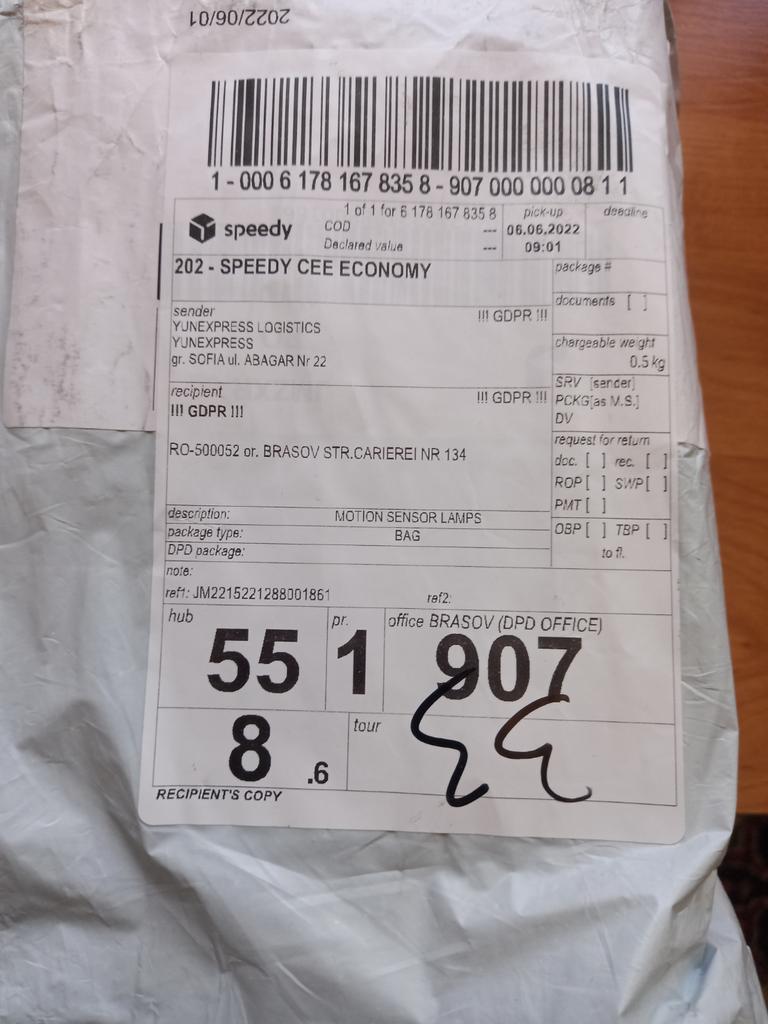 2022/06/01
1 - 000 6 178 167 835 8 - 907 000 000 0 8 1 1
speedy
1 of 1 for 6 178 167 835 8
COD ---
Declared value ---
pick-up
06.06.2022
09:01
deadline
202 - SPEEDY CEE ECONOMY
package #
documents [ ]
sender !!! GDPR !!!
YUNEXPRESS LOGISTICS
YUNEXPRESS
gr. SOFIA ul. ABAGAR Nr 22
chargeable weight
0.5 kg
recipient !!! GDPR !!!
!!! GDPR !!!
RO-500052 or. BRASOV STR.CARIEREI NR 134
SRV [sender]
PCKG[as M.S.]
DV
request for return
doc. [ ] rec. [ ]
ROP [ ] SWP[ ]
PMT [ ]
OBP [ ] TBP [ ]
to fl.
description: MOTION SENSOR LAMPS
package type: BAG
DPD package:
note:
ref1: JM2215221288001861 ref2:
hub pr. office BRASOV (DPD OFFICE)
55 1 907
8 .6 tour
RECIPIENT'S COPY